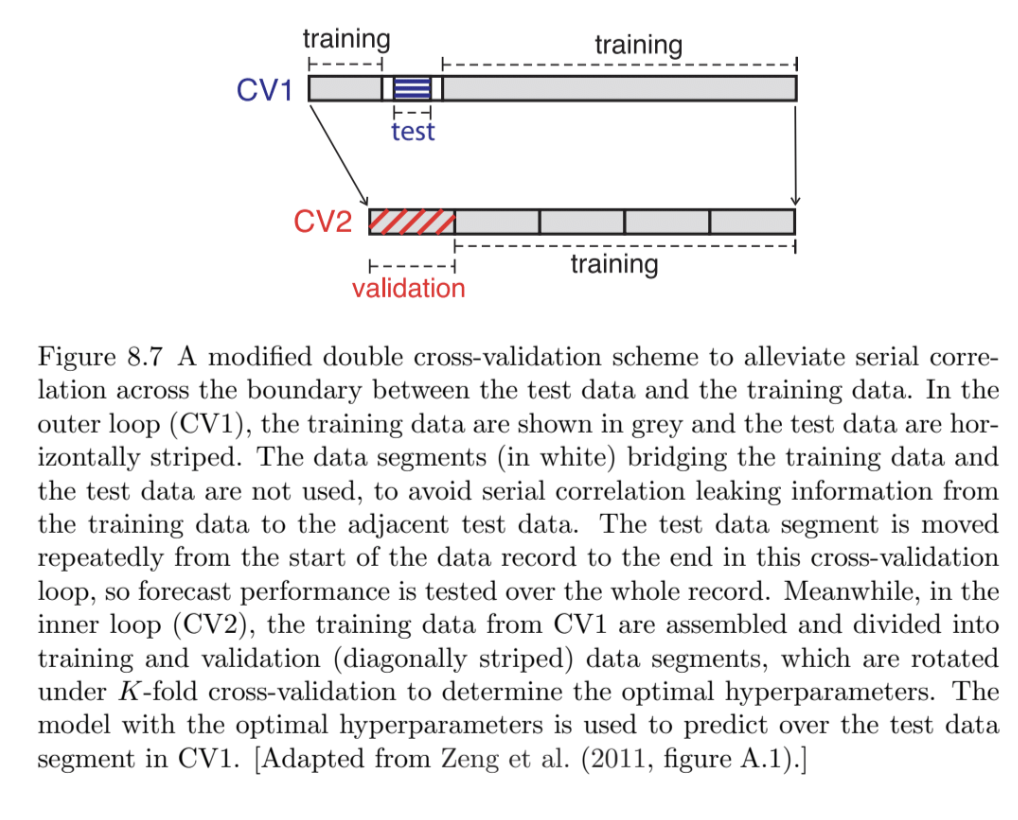 training
training
CV1
test
CV2
training
validation
Figure 8.7 A modified double cross-validation scheme to alleviate serial corre-
lation across the boundary between the test data and the training data. In the
outer loop (CV1), the training data are shown in grey and the test data are hor-
izontally striped. The data segments (in white) bridging the training data and
the test data are not used, to avoid serial correlation leaking information from
the training data to the adjacent test data. The test data segment is moved
repeatedly from the start of the data record to the end in this cross-validation
loop, so forecast performance is tested over the whole record. Meanwhile, in the
inner loop (CV2), the training data from CV1 are assembled and divided into
training and validation (diagonally striped) data segments, which are rotated
under K-fold cross-validation to determine the optimal hyperparameters. The
model with the optimal hyperparameters is used to predict over the test data
segment in CV1. [Adapted from Zeng et al. (2011, figure A.1).]